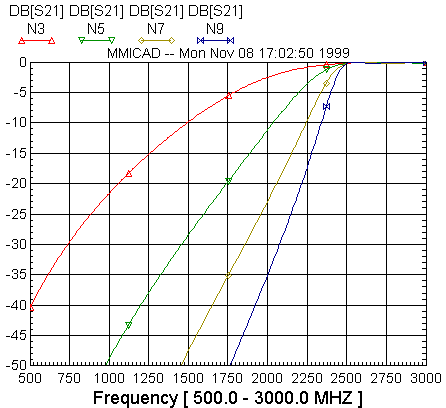 DB[S21] DB[S21] DB[S21] DB[S21]
N3 N5 N7 N9
MMICAD -- Mon Nov 08 17:02:50 1999
0
-5
-10
-15
-20
-25
-30
-35
-40
-45
-50
500 750 1000 1250 1500 1750 2000 2250 2500 2750 3000
Frequency [ 500.0 - 3000.0 MHZ ]